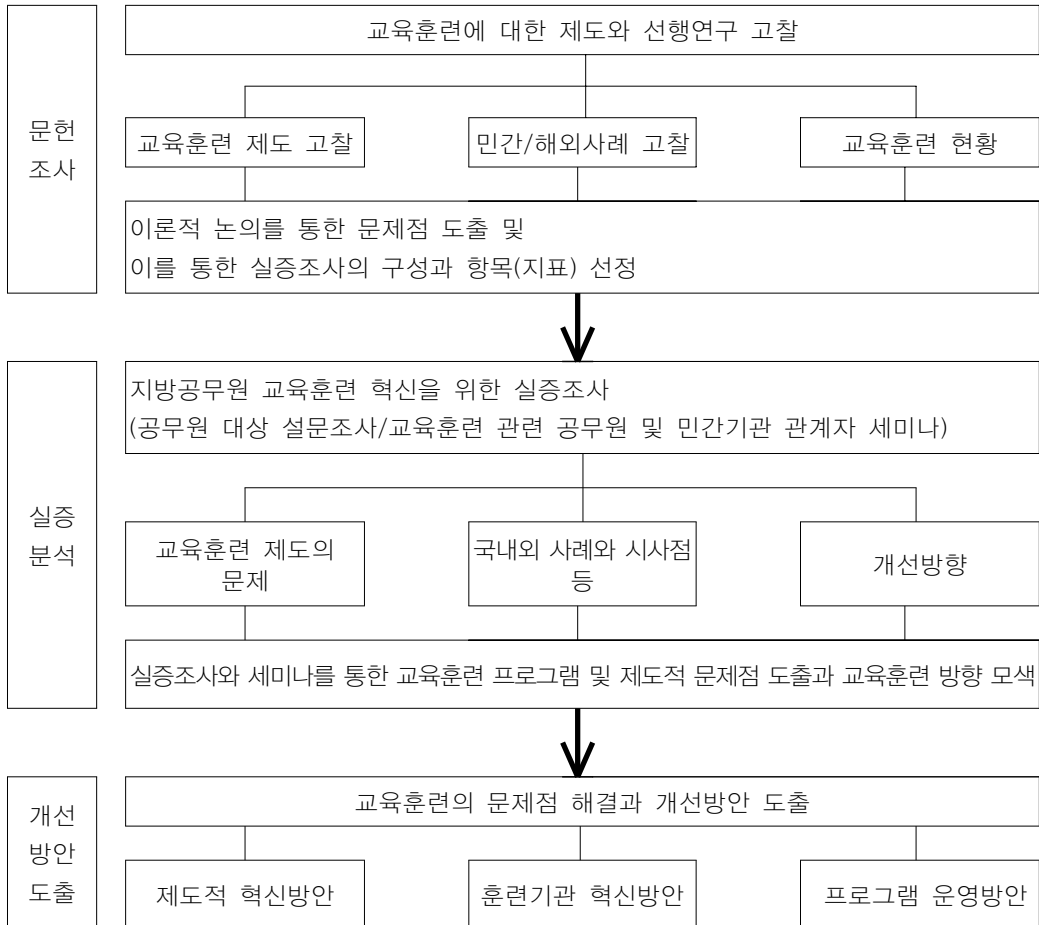 교육훈련에 대한 제도와 선행연구 고찰
문헌
조사
교육훈련 제도 고찰
민간/해외사례 고찰
교육훈련 현황
이론적 논의를 통한 문제점 도출 및
이를 통한 실증조사의 구성과 항목(지표) 선정
지방공무원 교육훈련 혁신을 위한 실증조사
(공무원 대상 설문조사/교육훈련 관련 공무원 및 민간기관 관계자 세미나)
실증
분석
교육훈련 제도의
문제
국내외 사례와 시사점
등
개선방향
실증조사와 세미나를 통한 교육훈련 프로그램 및 제도적 문제점 도출과 교육훈련 방향 모색
개선
방안
도출
교육훈련의 문제점 해결과 개선방안 도출
제도적 혁신방안
훈련기관 혁신방안
프로그램 운영방안